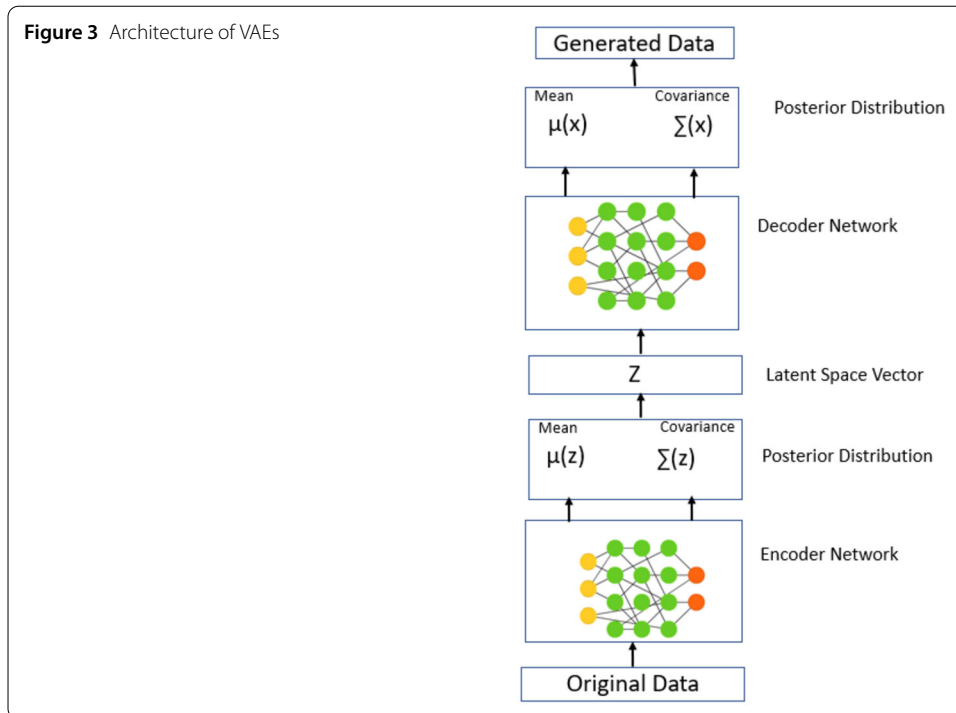 Figure 3 Architecture of VAEs
Generated Data
Mean Covariance
μ(x) ∑(x)
Posterior Distribution
Decoder Network
Z
Latent Space Vector
Mean Covariance
μ(z) ∑(z)
Posterior Distribution
Encoder Network
Original Data